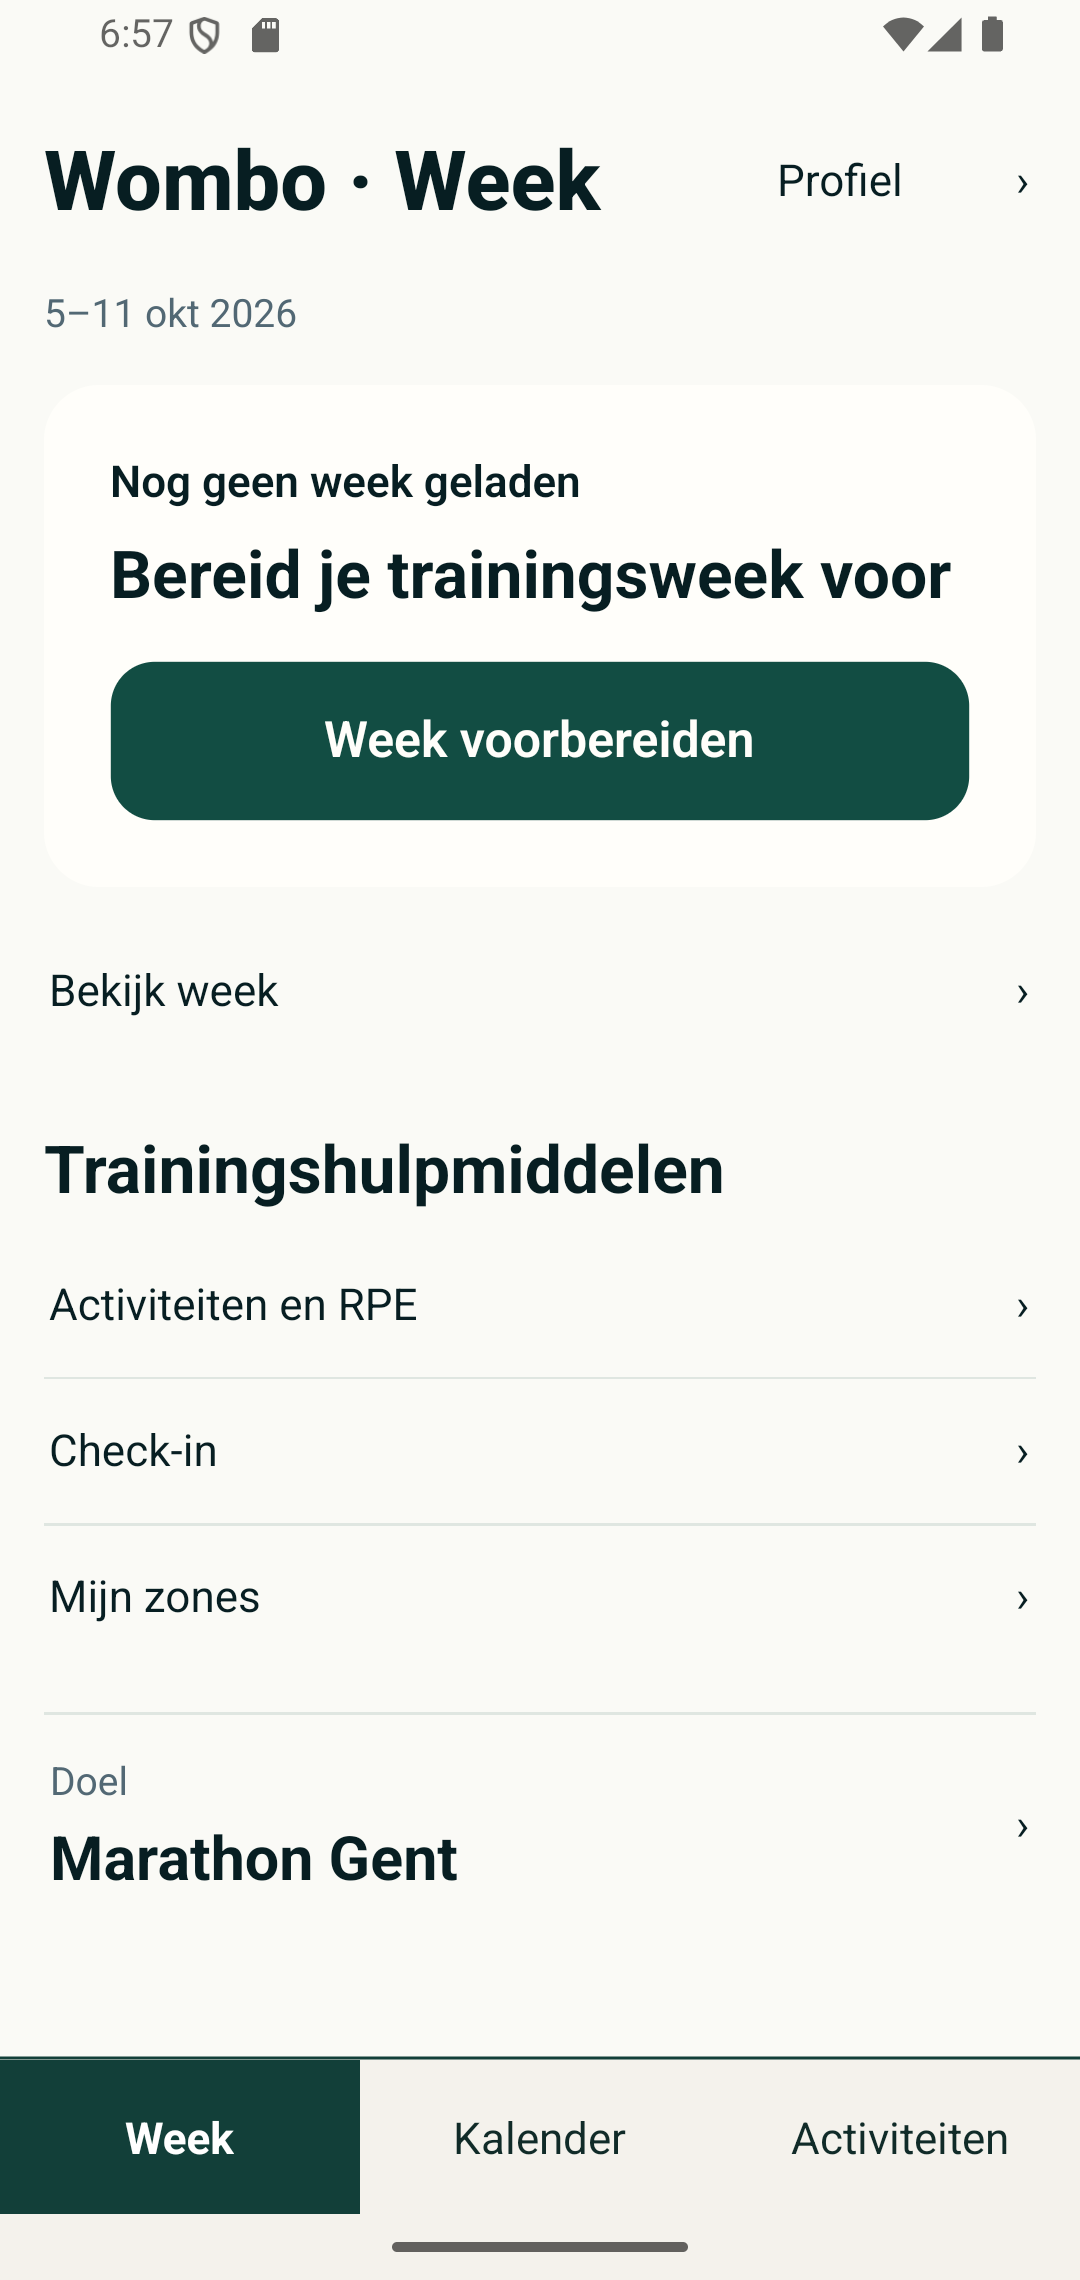 6:57
Wombo · Week
Profiel ›
5–11 okt 2026
Nog geen week geladen
Bereid je trainingsweek voor
Week voorbereiden
Bekijk week ›
Trainingshulpmiddelen
Activiteiten en RPE ›
Check-in ›
Mijn zones ›
Doel
Marathon Gent ›
Week
Kalender
Activiteiten